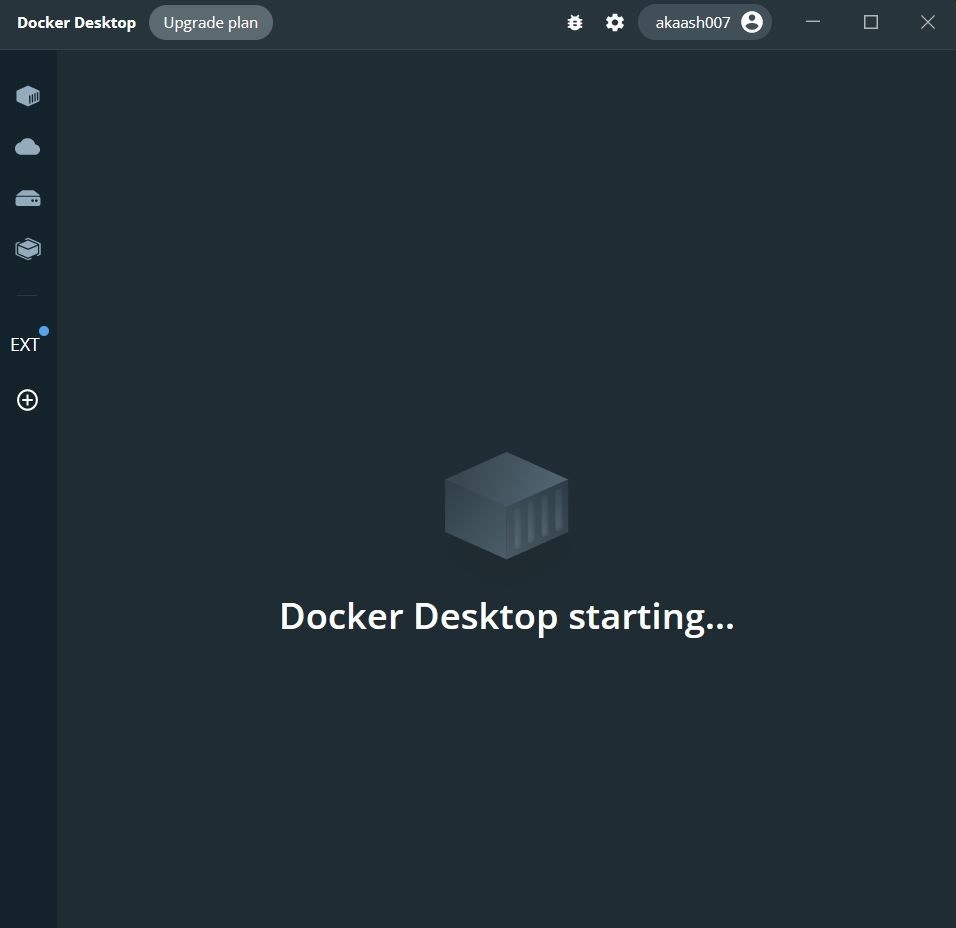 Docker Desktop Upgrade plan akaash007
EXT
Docker Desktop starting...